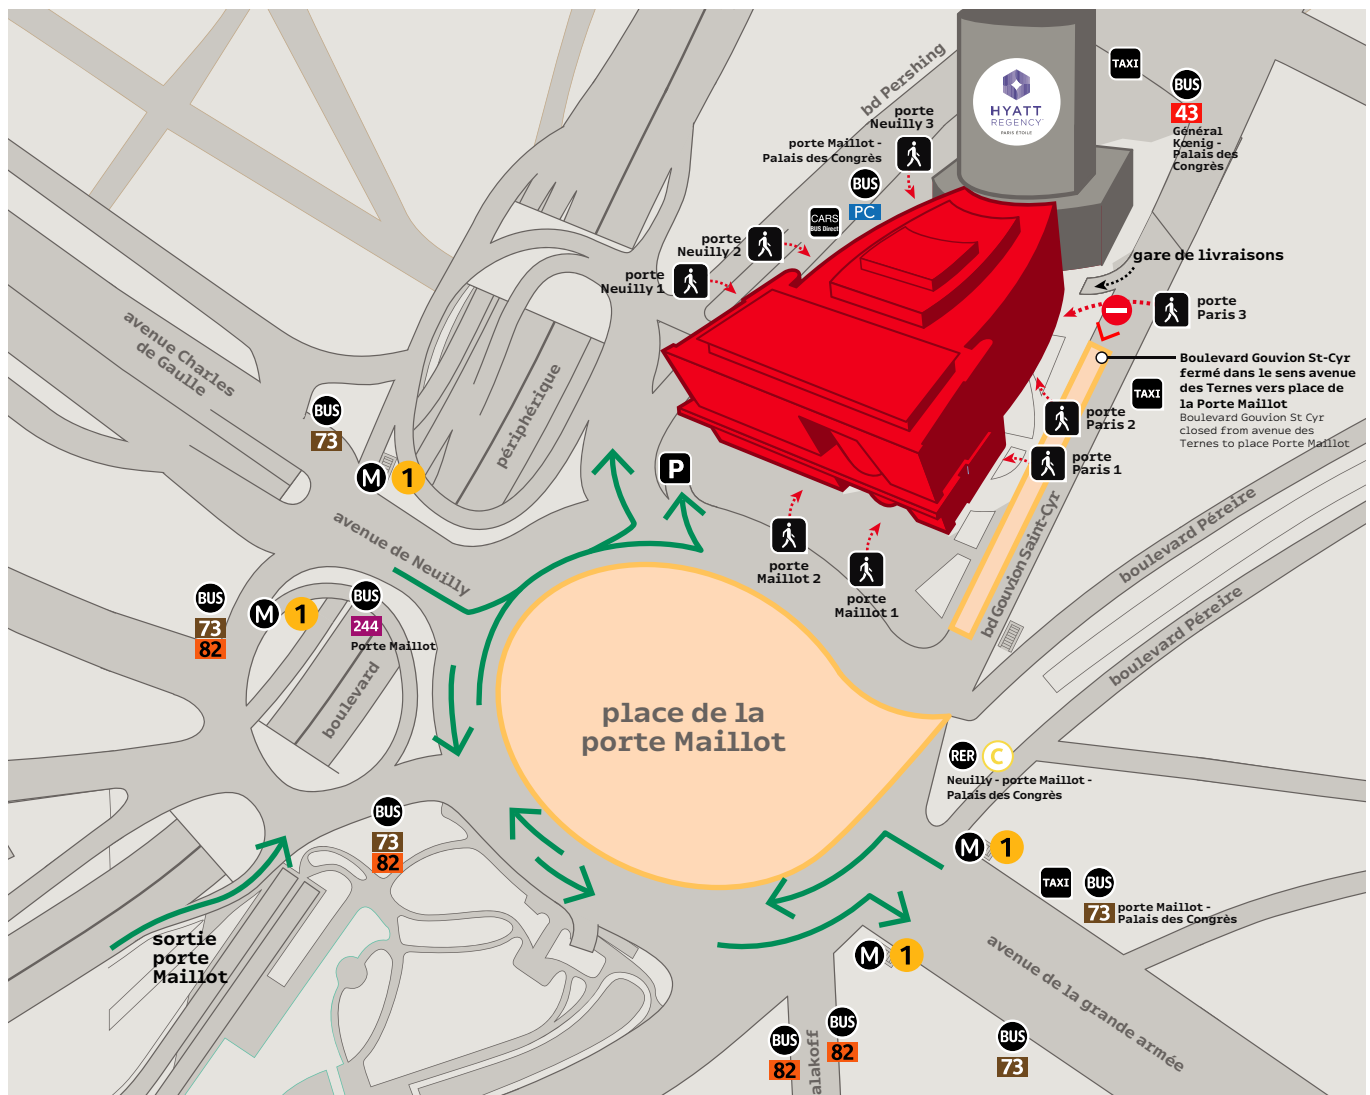 bd Pershing
HYATT
REGENCY
PARIS ÉTOILE
TAXI
BUS
43
Général
Kœnig -
Palais des
Congrès
porte
Neuilly 3
porte Maillot -
Palais des Congrès
BUS
PC
CARS
BUS Direct
porte
Neuilly 2
porte
Neuilly 1
gare de livraisons
porte
Paris 3
Boulevard Gouvion St-Cyr
fermé dans le sens avenue
des Ternes vers place de
la Porte Maillot
Boulevard Gouvion St Cyr
closed from avenue des
Ternes to place Porte Maillot
TAXI
porte
Paris 2
porte
Paris 1
avenue Charles
de Gaulle
BUS
73
M 1
périphérique
P
avenue de Neuilly
porte
Maillot 2
porte
Maillot 1
bd Gouvion Saint-Cyr
boulevard Péreire
boulevard Péreire
BUS
73
82
M 1
BUS
244
Porte Maillot
boulevard
place de la
porte Maillot
RER C
Neuilly - porte Maillot -
Palais des Congrès
BUS
73
82
M 1
TAXI
BUS
73
porte Maillot -
Palais des Congrès
sortie
porte
Maillot
M 1
avenue de la grande armée
BUS
82
BUS
82
alakoff
BUS
73